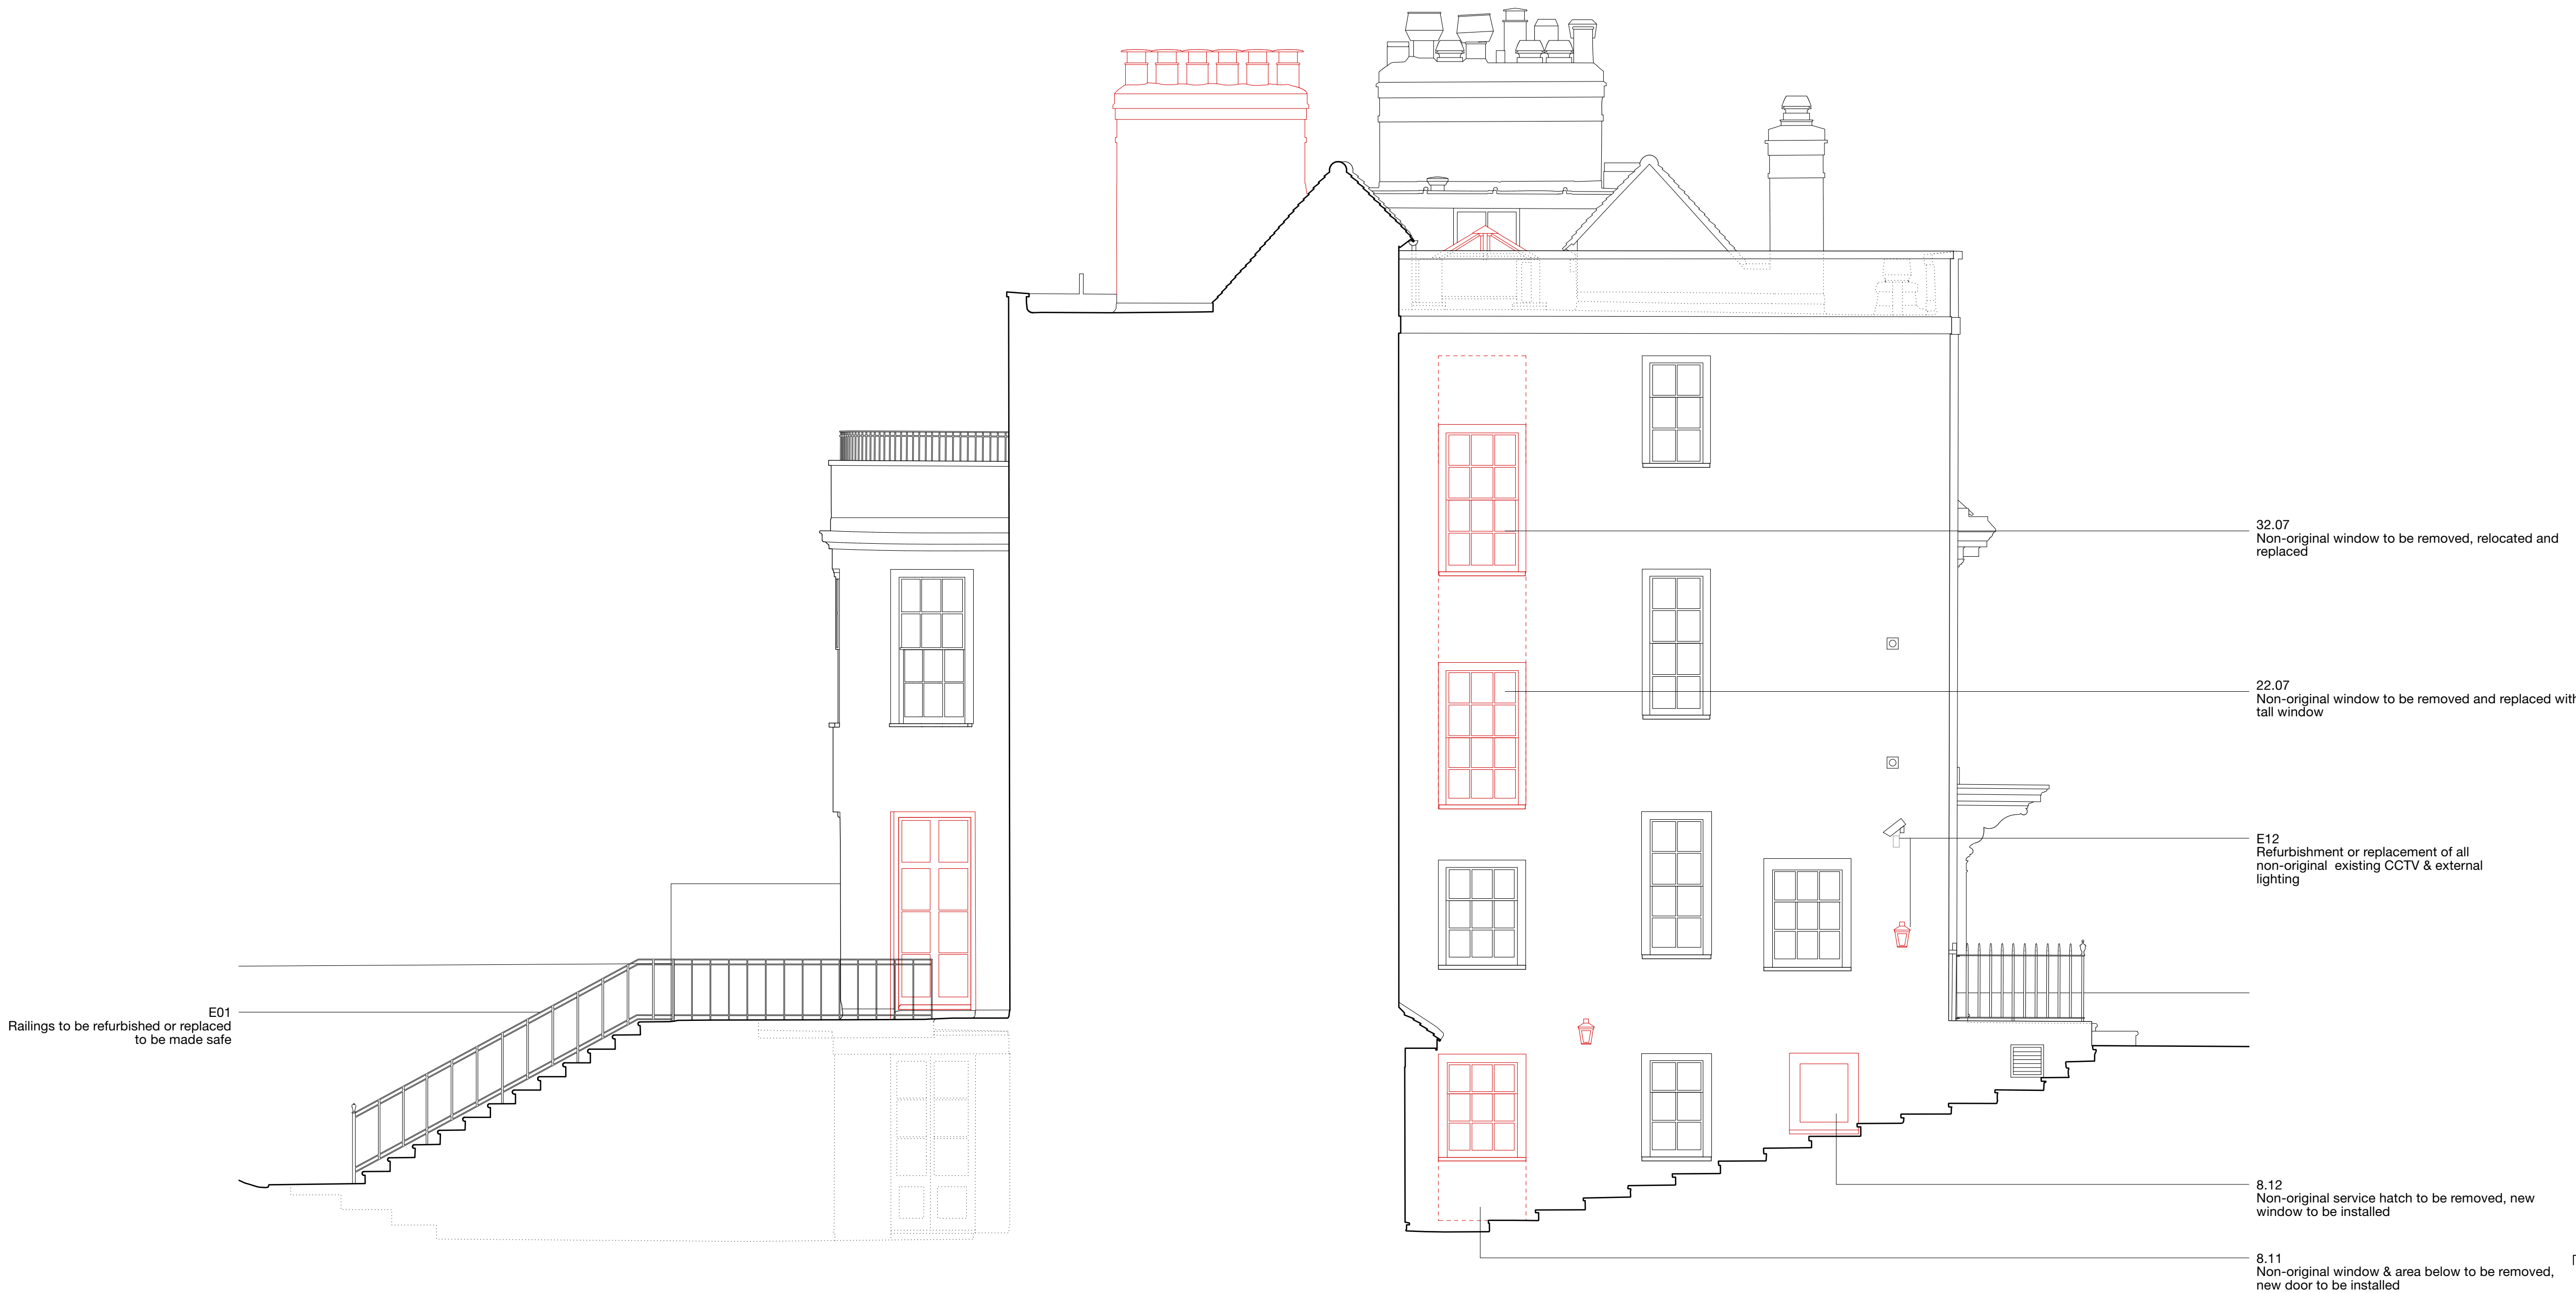 32.07
Non-original window to be removed, relocated and
replaced
22.07
Non-original window to be removed and replaced with
tall window
E12
Refurbishment or replacement of all
non-original existing CCTV & external
lighting
E01
Railings to be refurbished or replaced
to be made safe
8.12
Non-original service hatch to be removed, new
window to be installed
8.11
Non-original window & area below to be removed,
new door to be installed